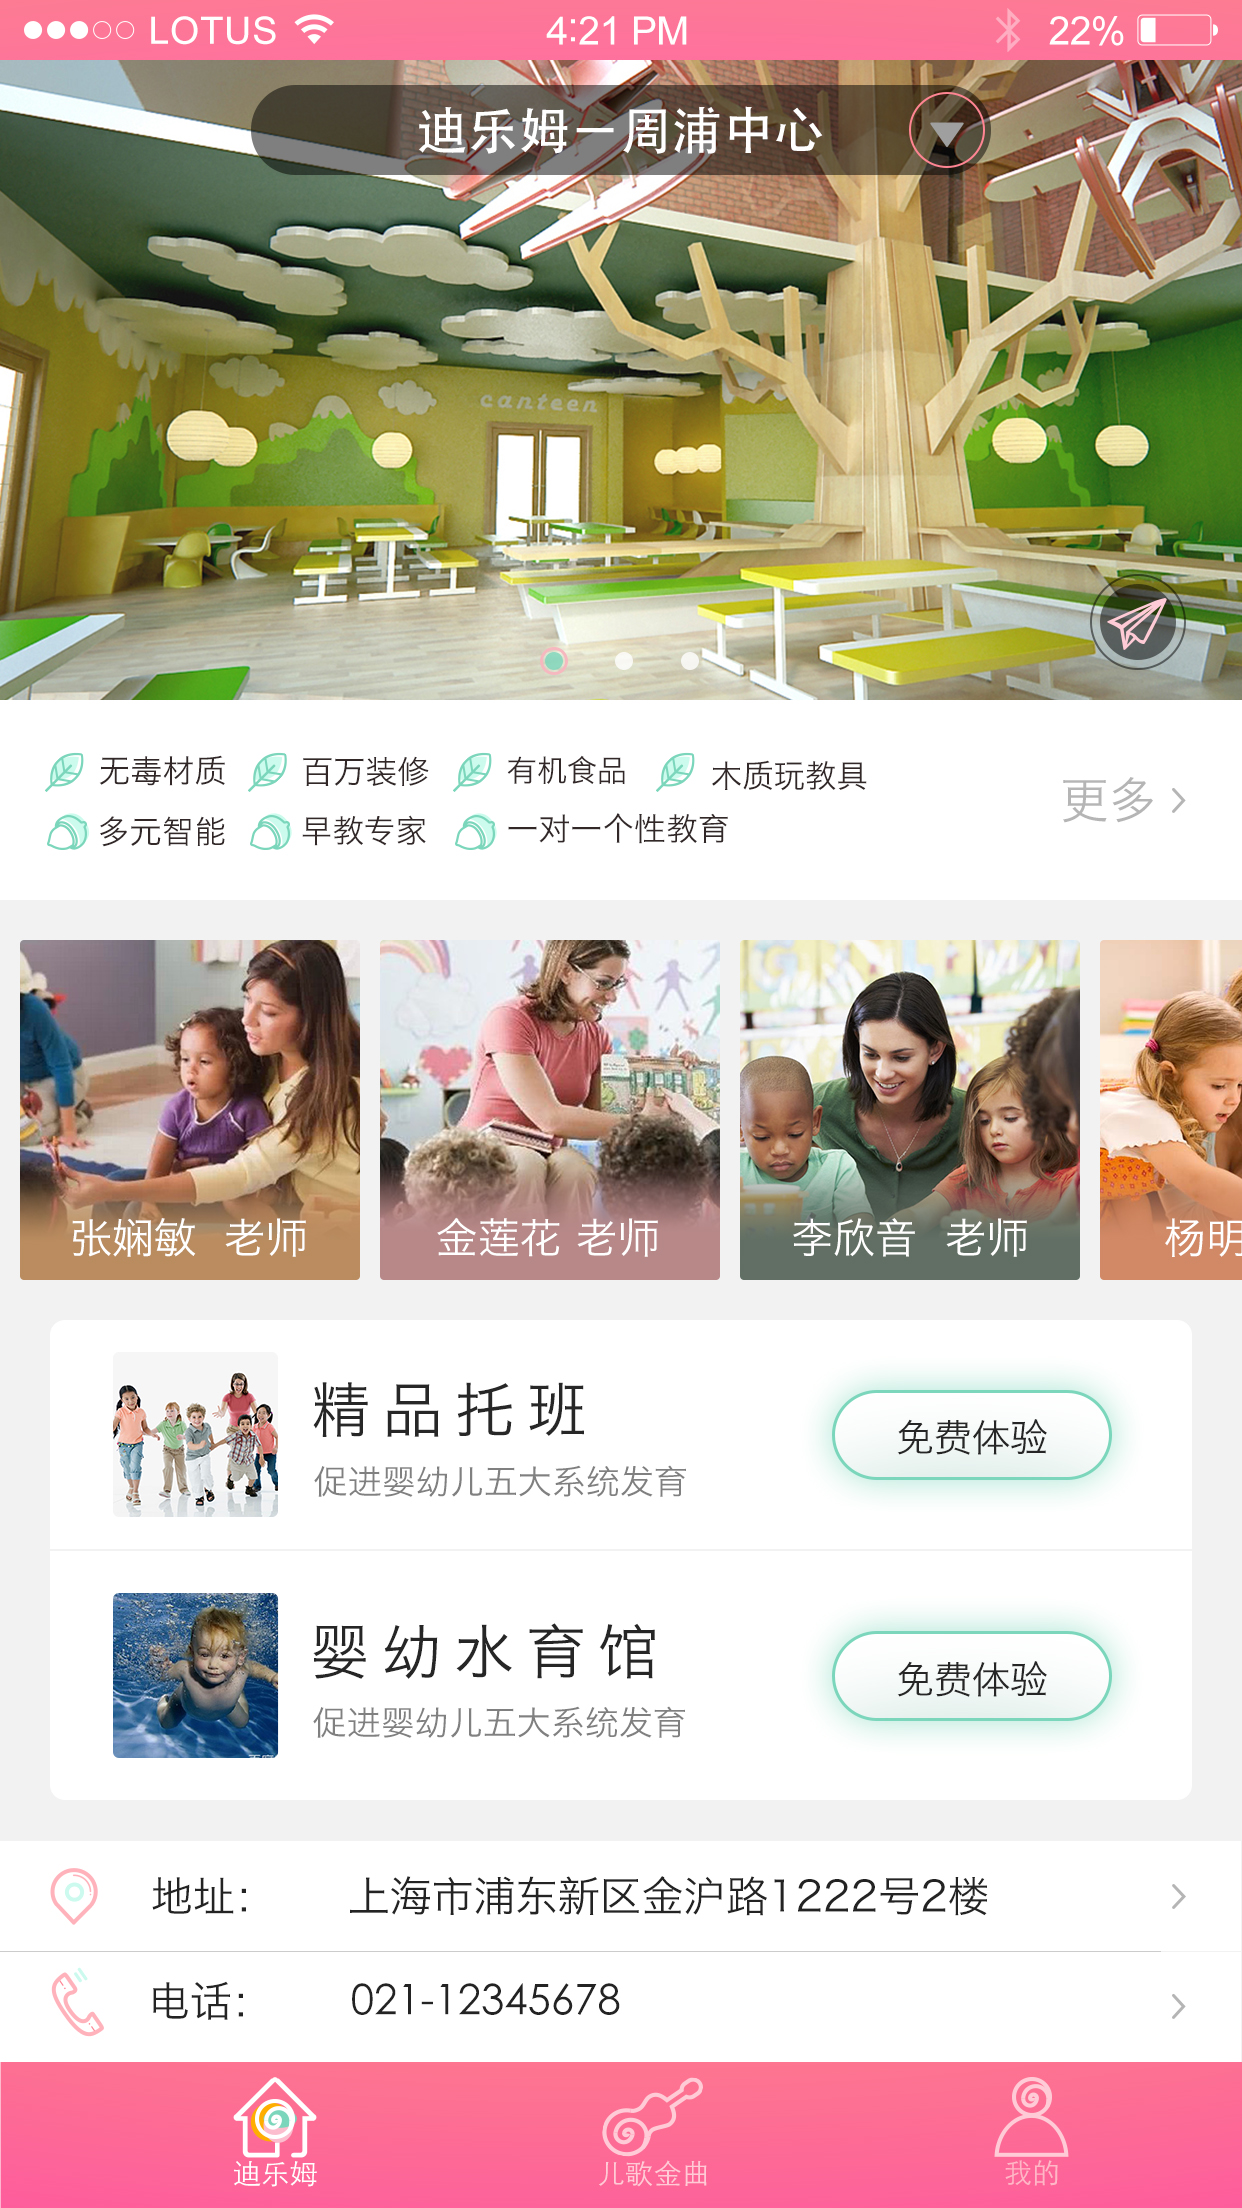 LOTUS 4:21 PM 22%
迪乐姆－周浦中心
canteen
无毒材质 百万装修 有机食品 木质玩教具
更多
多元智能 早教专家 一对一个性教育
张娴敏 老师 金莲花 老师 李欣音 老师 杨明
精品托班
免费体验
促进婴幼儿五大系统发育
婴幼水育馆
免费体验
促进婴幼儿五大系统发育
地址: 上海市浦东新区金沪路1222号2楼
电话: 021-12345678
迪乐姆 儿歌金曲 我的